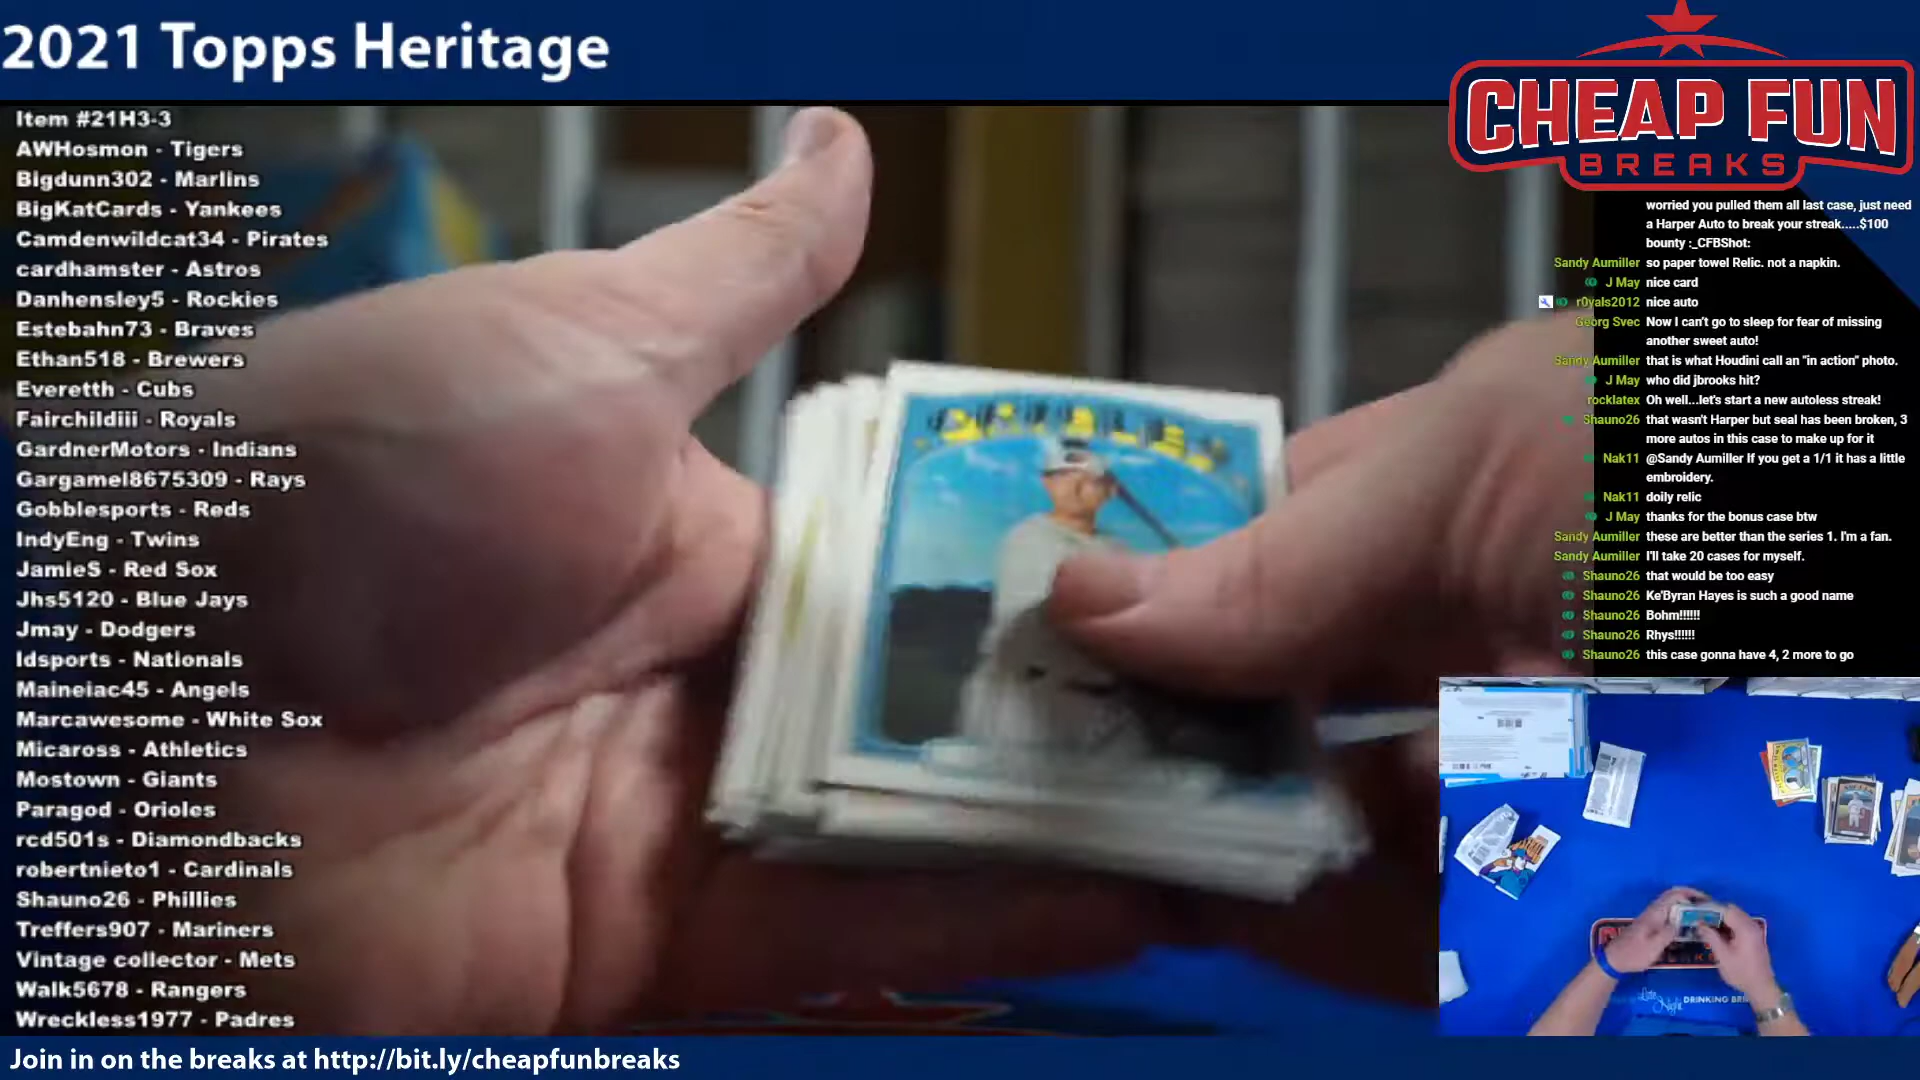 2021 Topps Heritage
CHEAP FUN
BREAKS
Item #21H3-3
AWHosmon - Tigers
Bigdunn302 - Marlins
BigKatCards - Yankees
Camdenwildcat34 - Pirates
cardhamster - Astros
Danhensley5 - Rockies
Estebahn73 - Braves
Ethan518 - Brewers
Everetth - Cubs
Fairchildiii - Royals
GardnerMotors - Indians
Gargamel8675309 - Rays
Gobblesports - Reds
IndyEng - Twins
JamieS - Red Sox
Jhs5120 - Blue Jays
Jmay - Dodgers
ldsports - Nationals
Maineiac45 - Angels
Marcawesome - White Sox
Micaross - Athletics
Mostown - Giants
Paragod - Orioles
rcd501s - Diamondbacks
robertnieto1 - Cardinals
Shauno26 - Phillies
Treffers907 - Mariners
Vintage collector - Mets
Walk5678 - Rangers
Wreckless1977 - Padres
ORIOLES
worried you pulled them all last case, just need
a Harper Auto to break your streak.....$100
bounty :_CFBShot:
Sandy Aumiller so paper towel Relic. not a napkin.
J May nice card
r0yals2012 nice auto
Georg Svec Now I can't go to sleep for fear of missing
another sweet auto!
Sandy Aumiller that is what Houdini call an "in action" photo.
J May who did jbrooks hit?
rocklatex Oh well...let's start a new autoless streak!
Shauno26 that wasn't Harper but seal has been broken, 3
more autos in this case to make up for it
Nak11 @Sandy Aumiller If you get a 1/1 it has a little
embroidery.
Nak11 doily relic
J May thanks for the bonus case btw
Sandy Aumiller these are better than the series 1. I'm a fan.
Sandy Aumiller I'll take 20 cases for myself.
Shauno26 that would be too easy
Shauno26 Ke'Byran Hayes is such a good name
Shauno26 Bohm!!!!!!
Shauno26 Rhys!!!!!!
Shauno26 this case gonna have 4, 2 more to go
Late Night DRINKING
Join in on the breaks at http://bit.ly/cheapfunbreaks